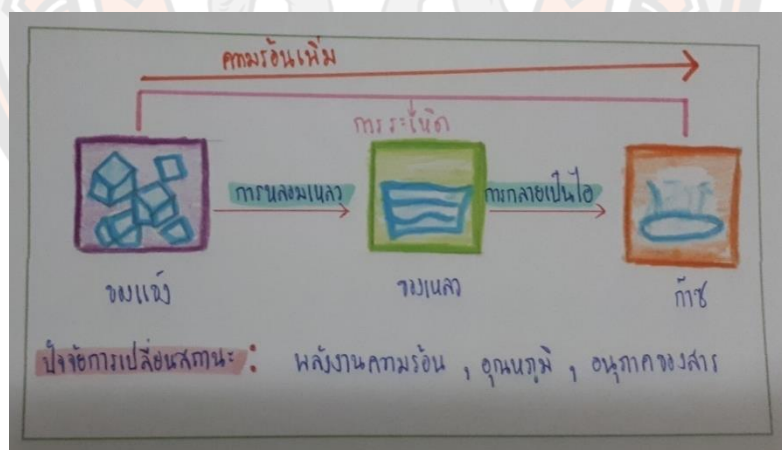 ความร้อนเพิ่ม
การระเหิด
การหลอมเหลว
การกลายเป็นไอ
ของแข็ง
ของเหลว
ก๊าซ
ปัจจัยการเปลี่ยนสถานะ : พลังงานความร้อน , อุณหภูมิ , อนุภาคของสาร